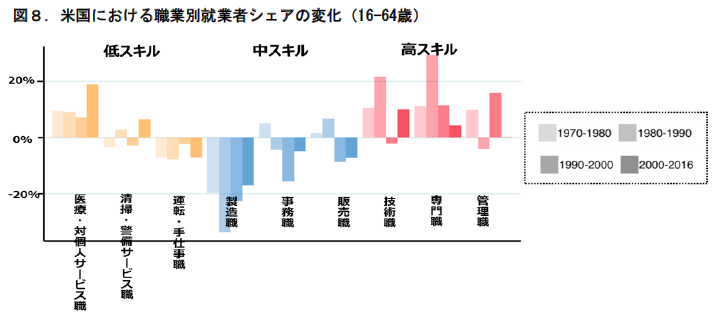 図８．米国における職業別就業者シェアの変化（16-64歳）
低スキル
中スキル
高スキル
20%
0%
-20%
医療・対個人サービス職
清掃・警備サービス職
運転・手仕事職
製造職
事務職
販売職
技術職
専門職
管理職
1970-1980
1980-1990
1990-2000
2000-2016